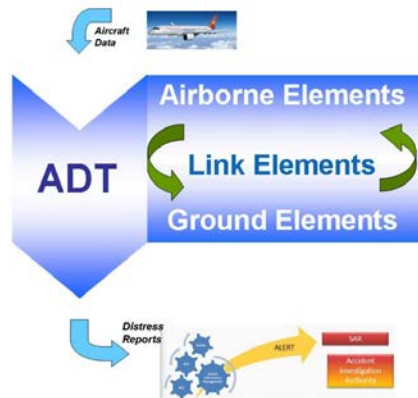 Aircraft
Data
Airborne Elements
ADT
Link Elements
Ground Elements
Distress
Reports
ALERT
SAR
Accident
Investigation
Authority